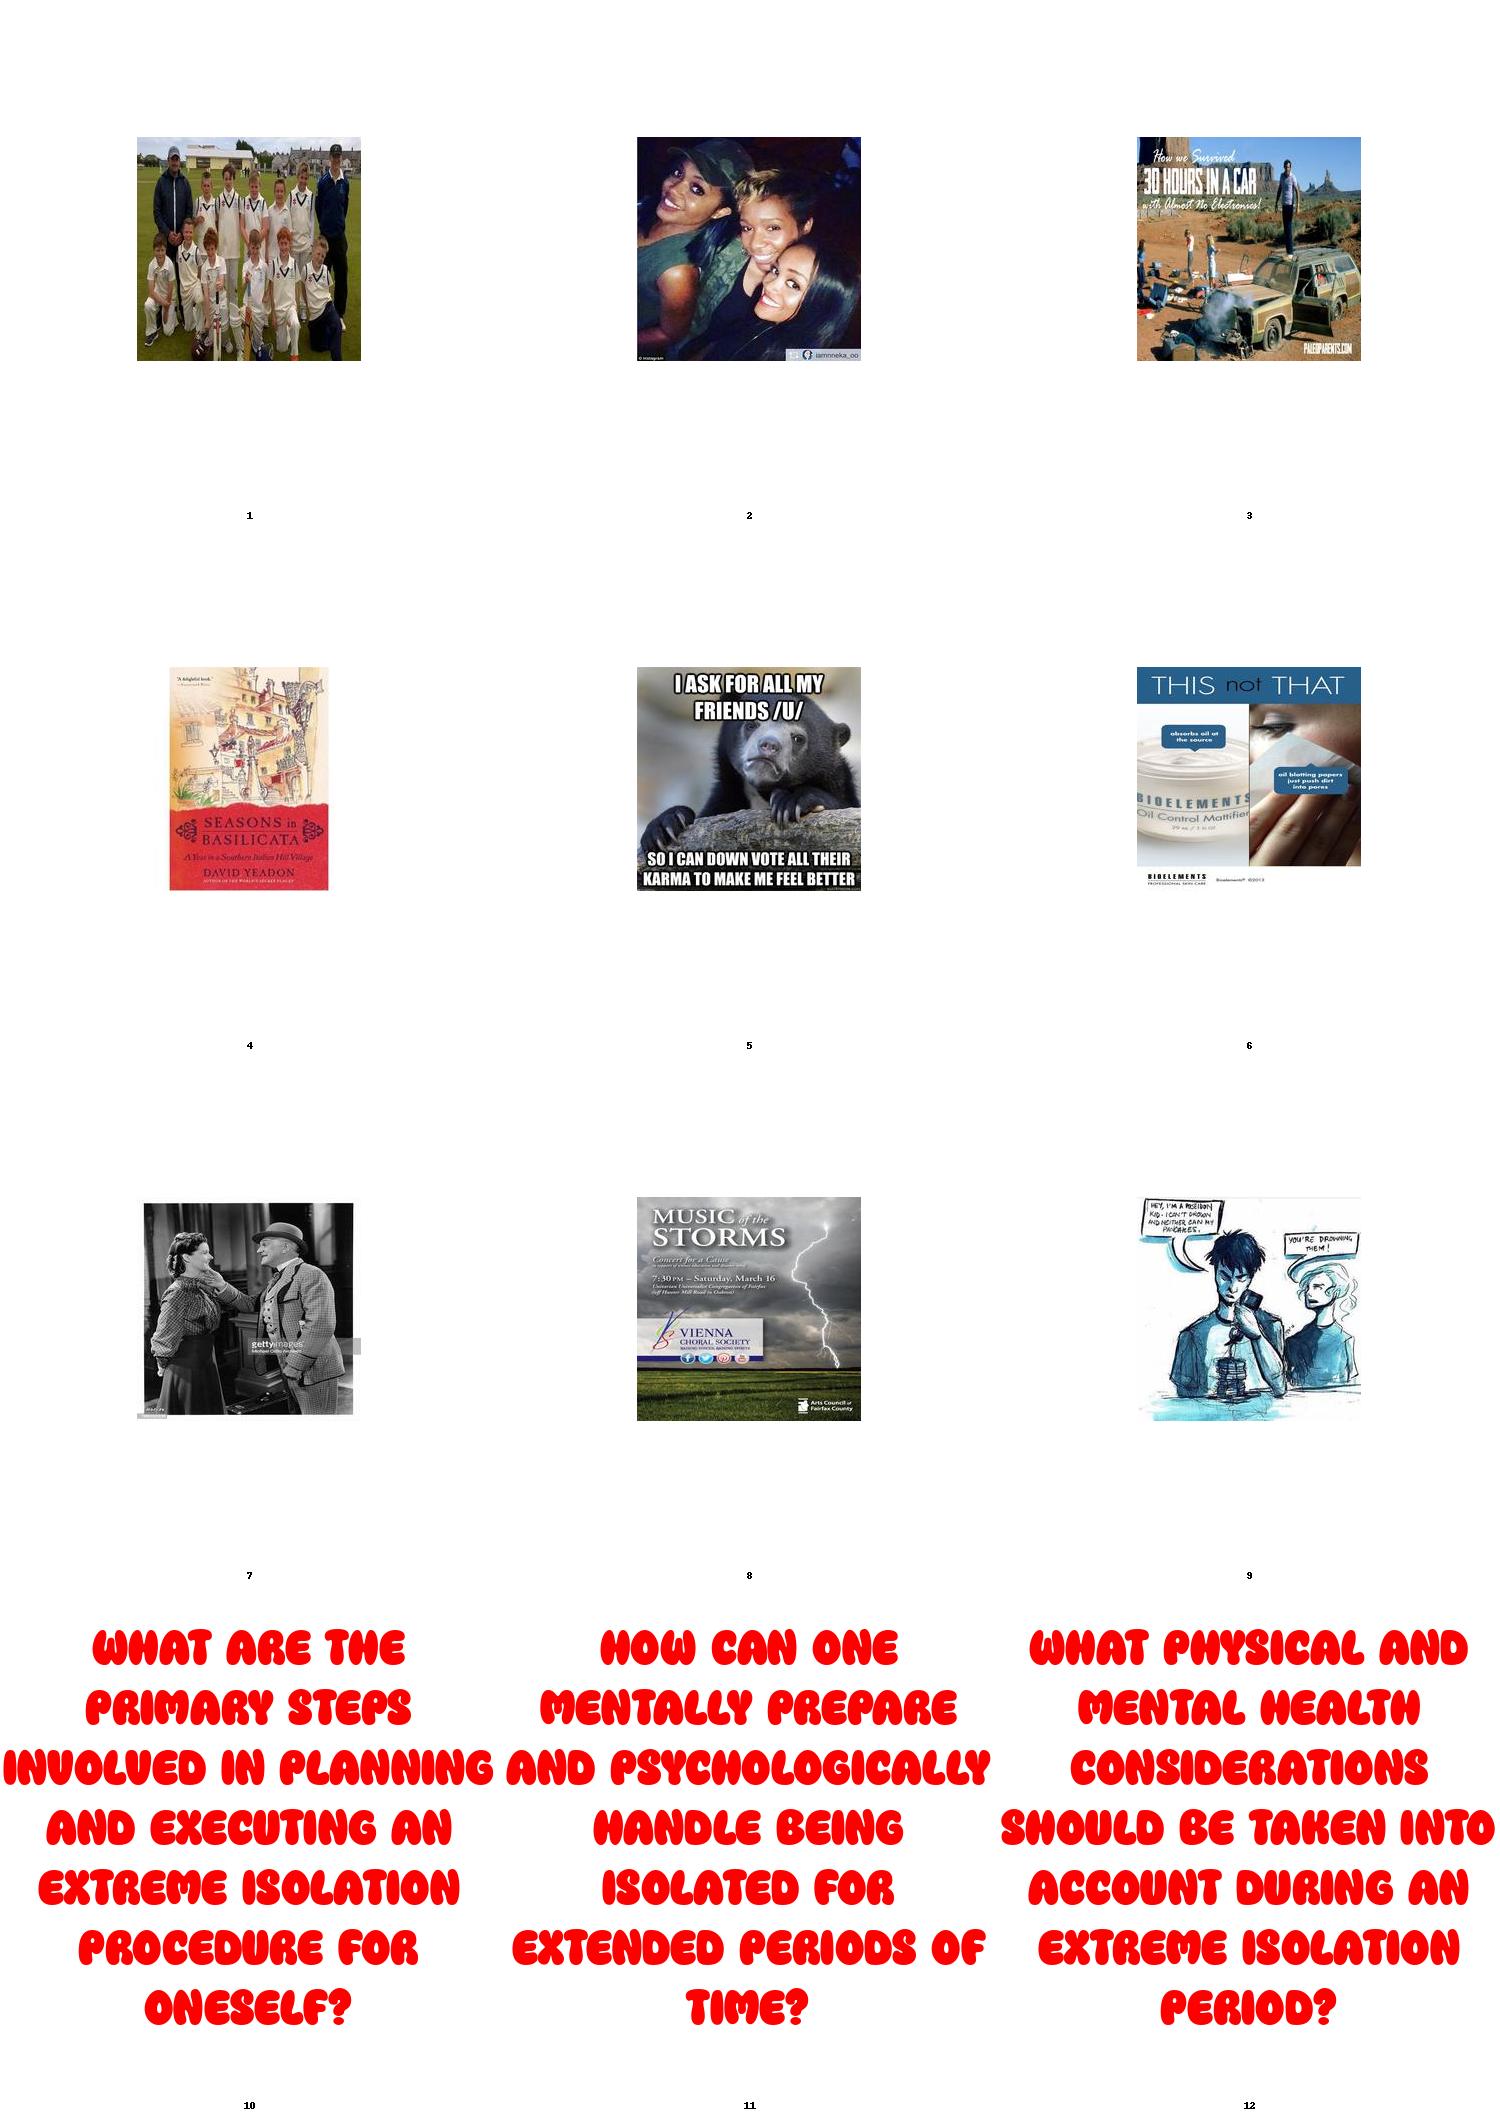 © Instagram
iamnneka_oo
How we Survived
30 HOURS IN A CAR
with Almost No Electronics!
PALEOPARENTS.COM
1
2
3
"A delightful book."
SEASONS in
BASILICATA
A Year in a Southern Italian Hill Village
DAVID YEADON
AUTHOR OF THE WORLD'S SECRET PLACES
I ASK FOR ALL MY
FRIENDS /U/
SO I CAN DOWN VOTE ALL THEIR
KARMA TO MAKE ME FEEL BETTER
THIS not THAT
absorbs oil at
the source
oil blotting papers
just push dirt
into pores
BIOELEMENTS
Oil Control Mattifier
BIOELEMENTS
PROFESSIONAL SKIN CARE
Bioelements® ©2013
4
5
6
gettyimages
MUSIC of the
STORMS
Concert for a Cause
7:30 PM – Saturday, March 16
Unitarian Universalist Congregation of Fairfax
(off Hunter Mill Road in Oakton)
VIENNA
CHORAL SOCIETY
RAISING VOICES, RAISING SPIRITS
Arts Council of
Fairfax County
HEY, I'M A POSEIDON
KID. I CAN'T DROWN
AND NEITHER CAN MY
PANCAKES.
YOU'RE DROWNING
THEM!
7
8
9
WHAT ARE THE
PRIMARY STEPS
INVOLVED IN PLANNING
AND EXECUTING AN
EXTREME ISOLATION
PROCEDURE FOR
ONESELF?
HOW CAN ONE
MENTALLY PREPARE
AND PSYCHOLOGICALLY
HANDLE BEING
ISOLATED FOR
EXTENDED PERIODS OF
TIME?
WHAT PHYSICAL AND
MENTAL HEALTH
CONSIDERATIONS
SHOULD BE TAKEN INTO
ACCOUNT DURING AN
EXTREME ISOLATION
PERIOD?
10
11
12